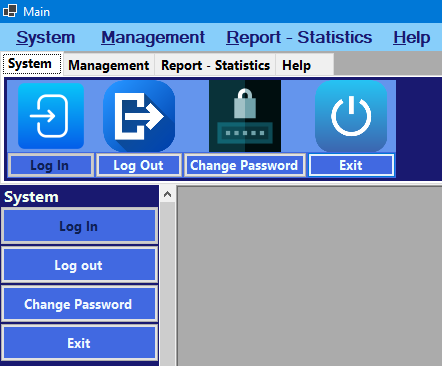 Main
System Management Report - Statistics Help
System Management Report - Statistics Help
Log In Log Out Change Password Exit
System
Log In
Log out
Change Password
Exit